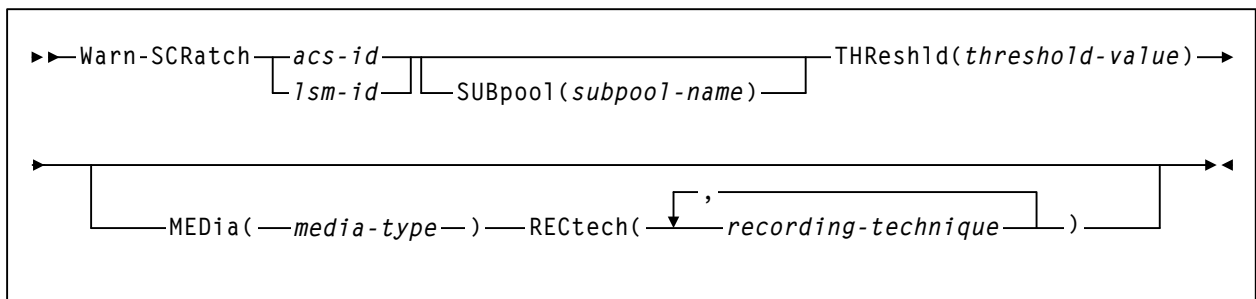 Warn-SCRatch acs-id THReshld(threshold-value)
lsm-id SUBpool(subpool-name)
,
MEDia( media-type ) RECtech( recording-technique )